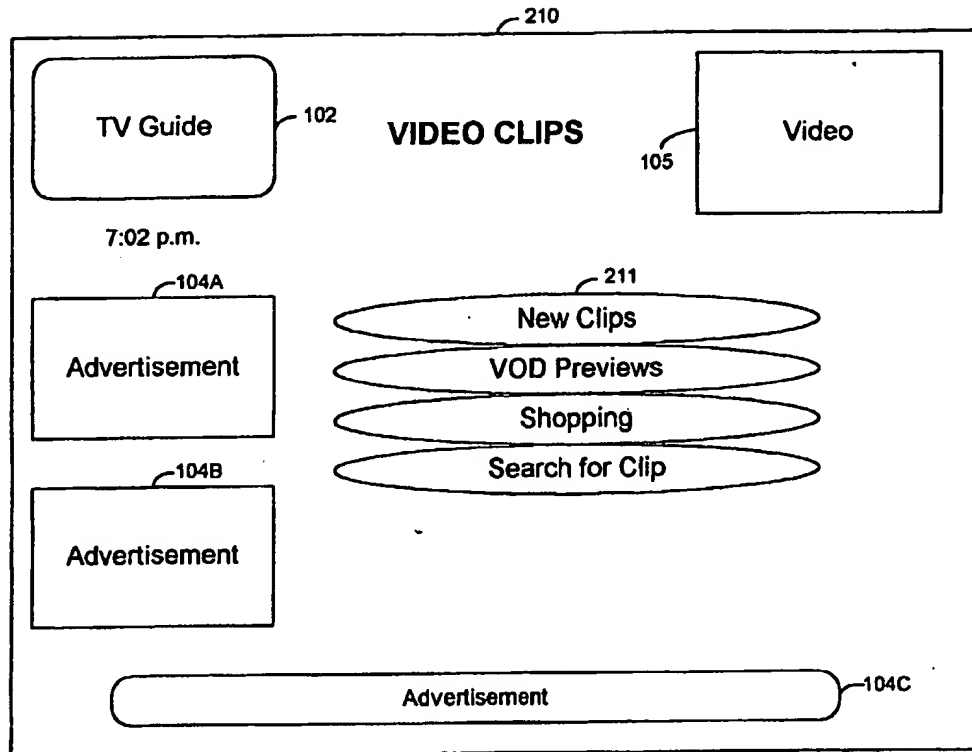 210
TV Guide
102
VIDEO CLIPS
105
Video
7:02 p.m.
104A
Advertisement
211
New Clips
VOD Previews
Shopping
Search for Clip
104B
Advertisement
Advertisement
104C